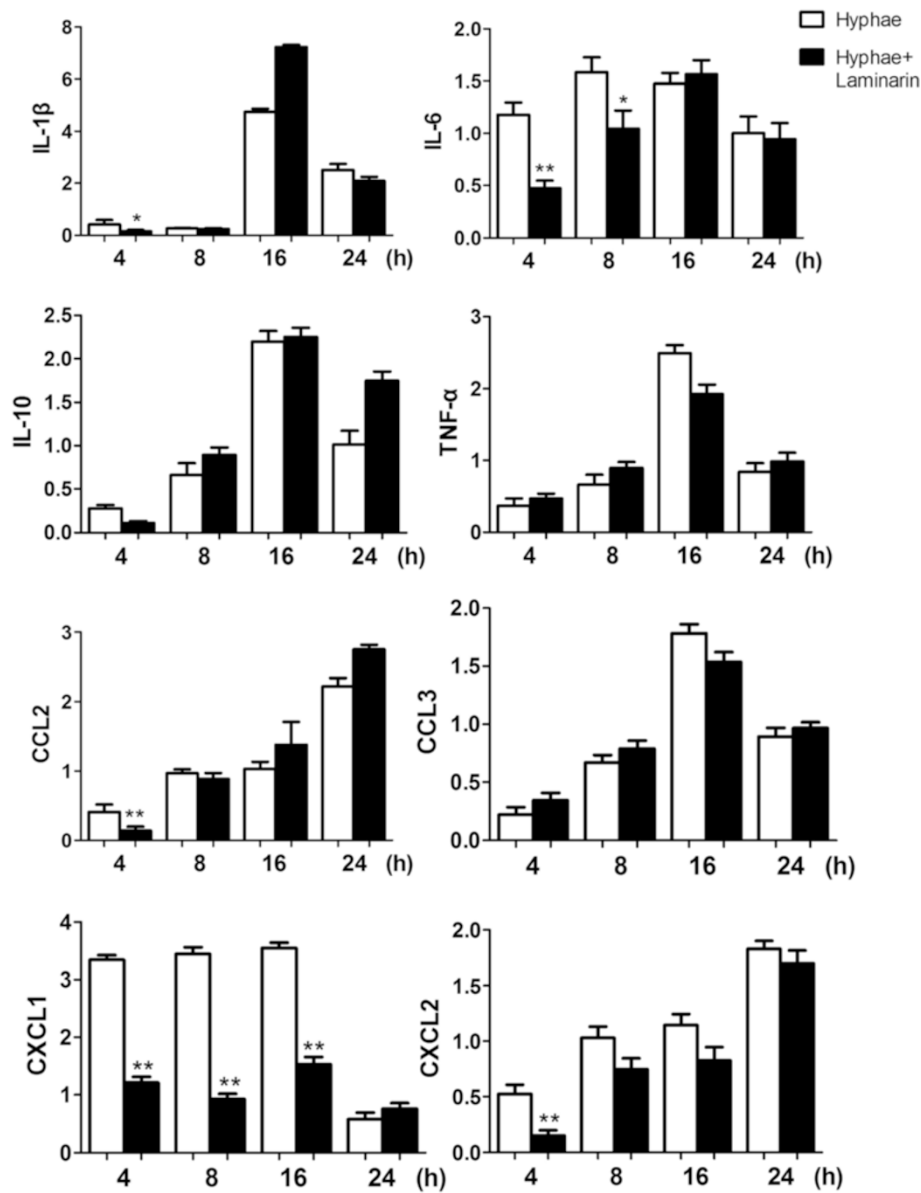 Hyphae
Hyphae+
Laminarin
IL-1β
8
6
4
2
0
*
4 8 16 24 (h)
IL-6
2.0
1.5
1.0
0.5
0.0
**
*
4 8 16 24 (h)
IL-10
2.5
2.0
1.5
1.0
0.5
0.0
4 8 16 24 (h)
TNF-α
3
2
1
0
4 8 16 24 (h)
CCL2
3
2
1
0
**
4 8 16 24 (h)
CCL3
2.0
1.5
1.0
0.5
0.0
4 8 16 24 (h)
CXCL1
4
3
2
1
0
**
**
**
4 8 16 24 (h)
CXCL2
2.0
1.5
1.0
0.5
0.0
**
4 8 16 24 (h)